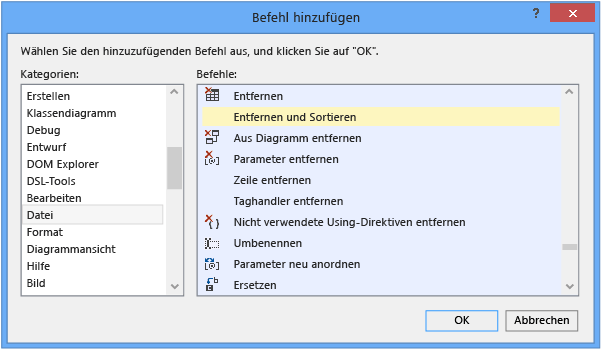 Befehl hinzufügen
?
Wählen Sie den hinzuzufügenden Befehl aus, und klicken Sie auf "OK".
Kategorien:
Erstellen
Klassendiagramm
Debug
Entwurf
DOM Explorer
DSL-Tools
Bearbeiten
Datei
Format
Diagrammansicht
Hilfe
Bild
Befehle:
Entfernen
Entfernen und Sortieren
Aus Diagramm entfernen
Parameter entfernen
Zeile entfernen
Taghandler entfernen
Nicht verwendete Using-Direktiven entfernen
Umbenennen
Parameter neu anordnen
Ersetzen
OK
Abbrechen